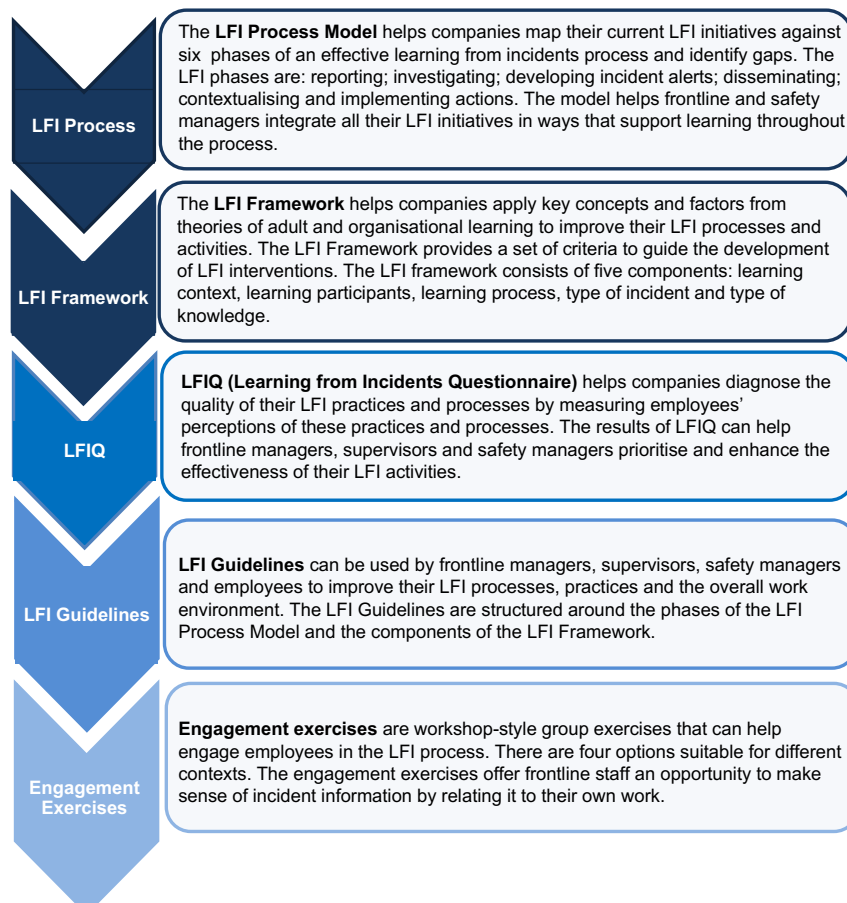 LFI Process
The LFI Process Model helps companies map their current LFI initiatives against
six phases of an effective learning from incidents process and identify gaps. The
LFI phases are: reporting; investigating; developing incident alerts; disseminating;
contextualising and implementing actions. The model helps frontline and safety
managers integrate all their LFI initiatives in ways that support learning throughout
the process.
LFI Framework
The LFI Framework helps companies apply key concepts and factors from
theories of adult and organisational learning to improve their LFI processes and
activities. The LFI Framework provides a set of criteria to guide the development
of LFI interventions. The LFI framework consists of five components: learning
context, learning participants, learning process, type of incident and type of
knowledge.
LFIQ
LFIQ (Learning from Incidents Questionnaire) helps companies diagnose the
quality of their LFI practices and processes by measuring employees’
perceptions of these practices and processes. The results of LFIQ can help
frontline managers, supervisors and safety managers prioritise and enhance the
effectiveness of their LFI activities.
LFI Guidelines
LFI Guidelines can be used by frontline managers, supervisors, safety managers
and employees to improve their LFI processes, practices and the overall work
environment. The LFI Guidelines are structured around the phases of the LFI
Process Model and the components of the LFI Framework.
Engagement
Exercises
Engagement exercises are workshop-style group exercises that can help
engage employees in the LFI process. There are four options suitable for different
contexts. The engagement exercises offer frontline staff an opportunity to make
sense of incident information by relating it to their own work.